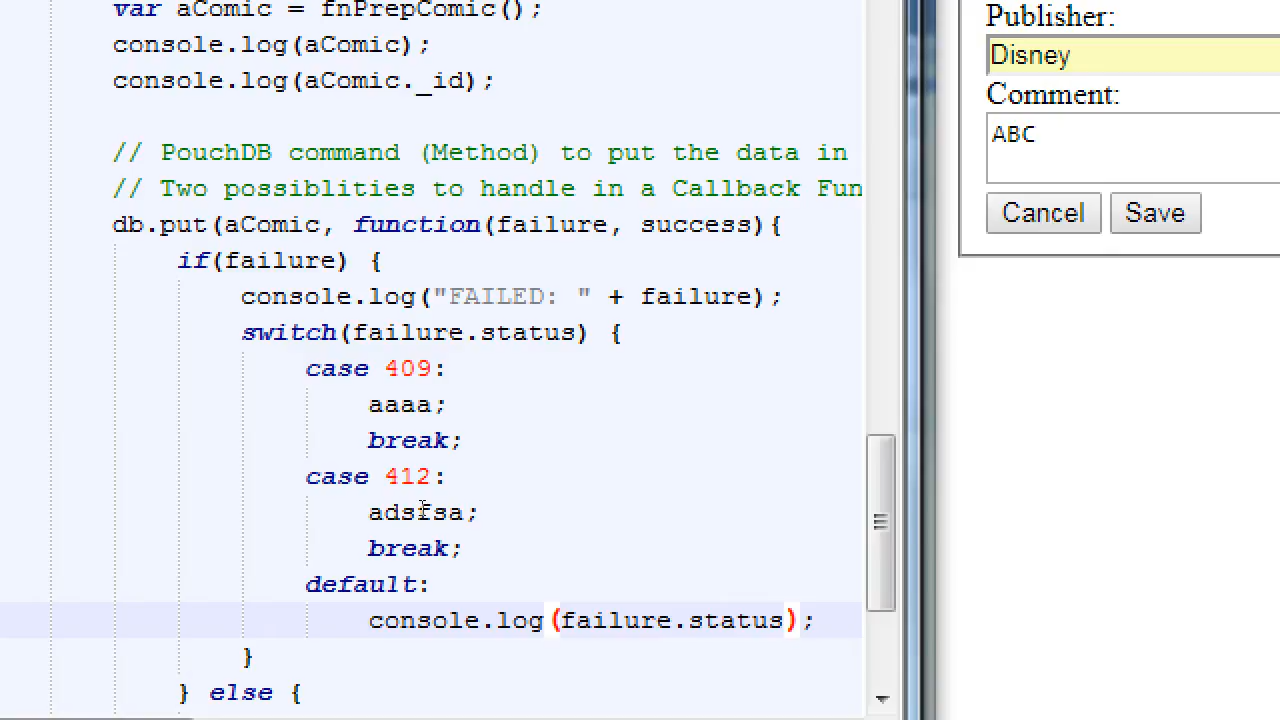 var aComic = fnPrepComic();
console.log(aComic);
console.log(aComic._id);
// PouchDB command (Method) to put the data in
// Two possiblities to handle in a Callback Fun
db.put(aComic, function(failure, success){
if(failure) {
console.log("FAILED: " + failure);
switch(failure.status) {
case 409:
aaaa;
break;
case 412:
adsfsa;
break;
default:
console.log(failure.status);
}
} else {
Publisher:
Disney
Comment:
ABC
Cancel Save